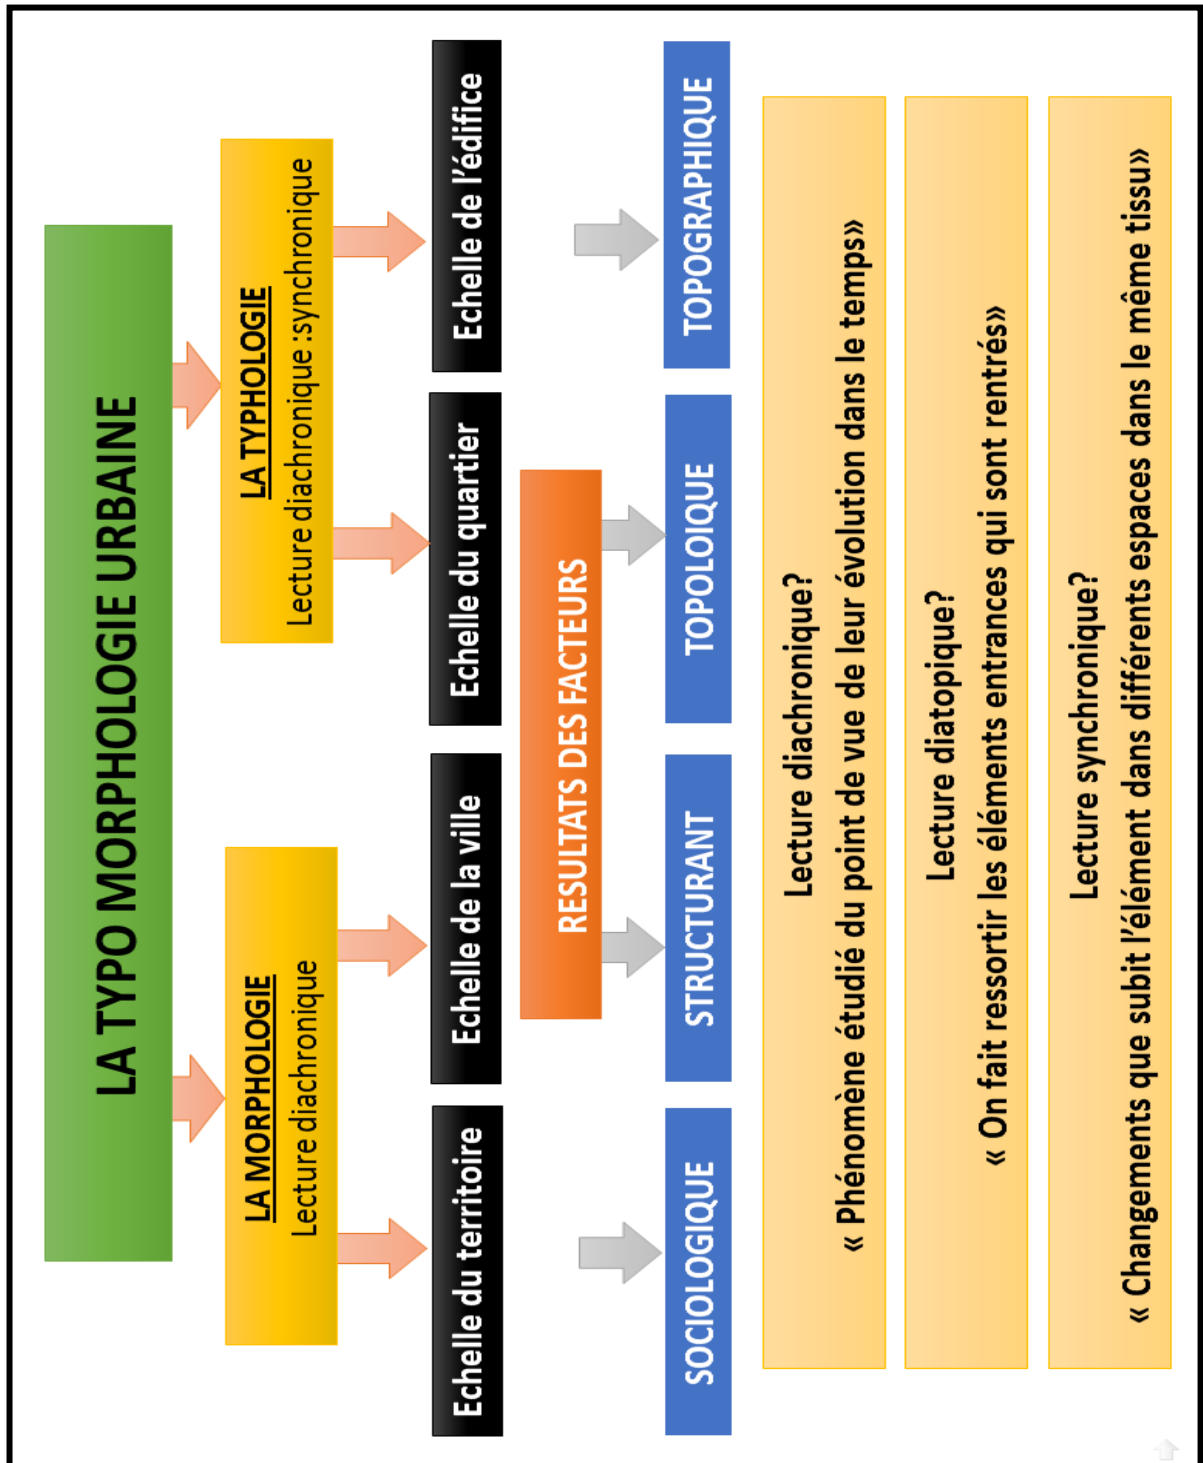 LA TYPO MORPHOLOGIE URBAINE
LA MORPHOLOGIE
Lecture diachronique
LA TYPHOLOGIE
Lecture diachronique :synchronique
Echelle du territoire
Echelle de la ville
Echelle du quartier
Echelle de l'édifice
RESULTATS DES FACTEURS
SOCIOLOGIQUE
STRUCTURANT
TOPOLOIQUE
TOPOGRAPHIQUE
Lecture diachronique?
« Phénomène étudié du point de vue de leur évolution dans le temps»
Lecture diatopique?
« On fait ressortir les éléments entrances qui sont rentrés»
Lecture synchronique?
« Changements que subit l'élément dans différents espaces dans le même tissu»